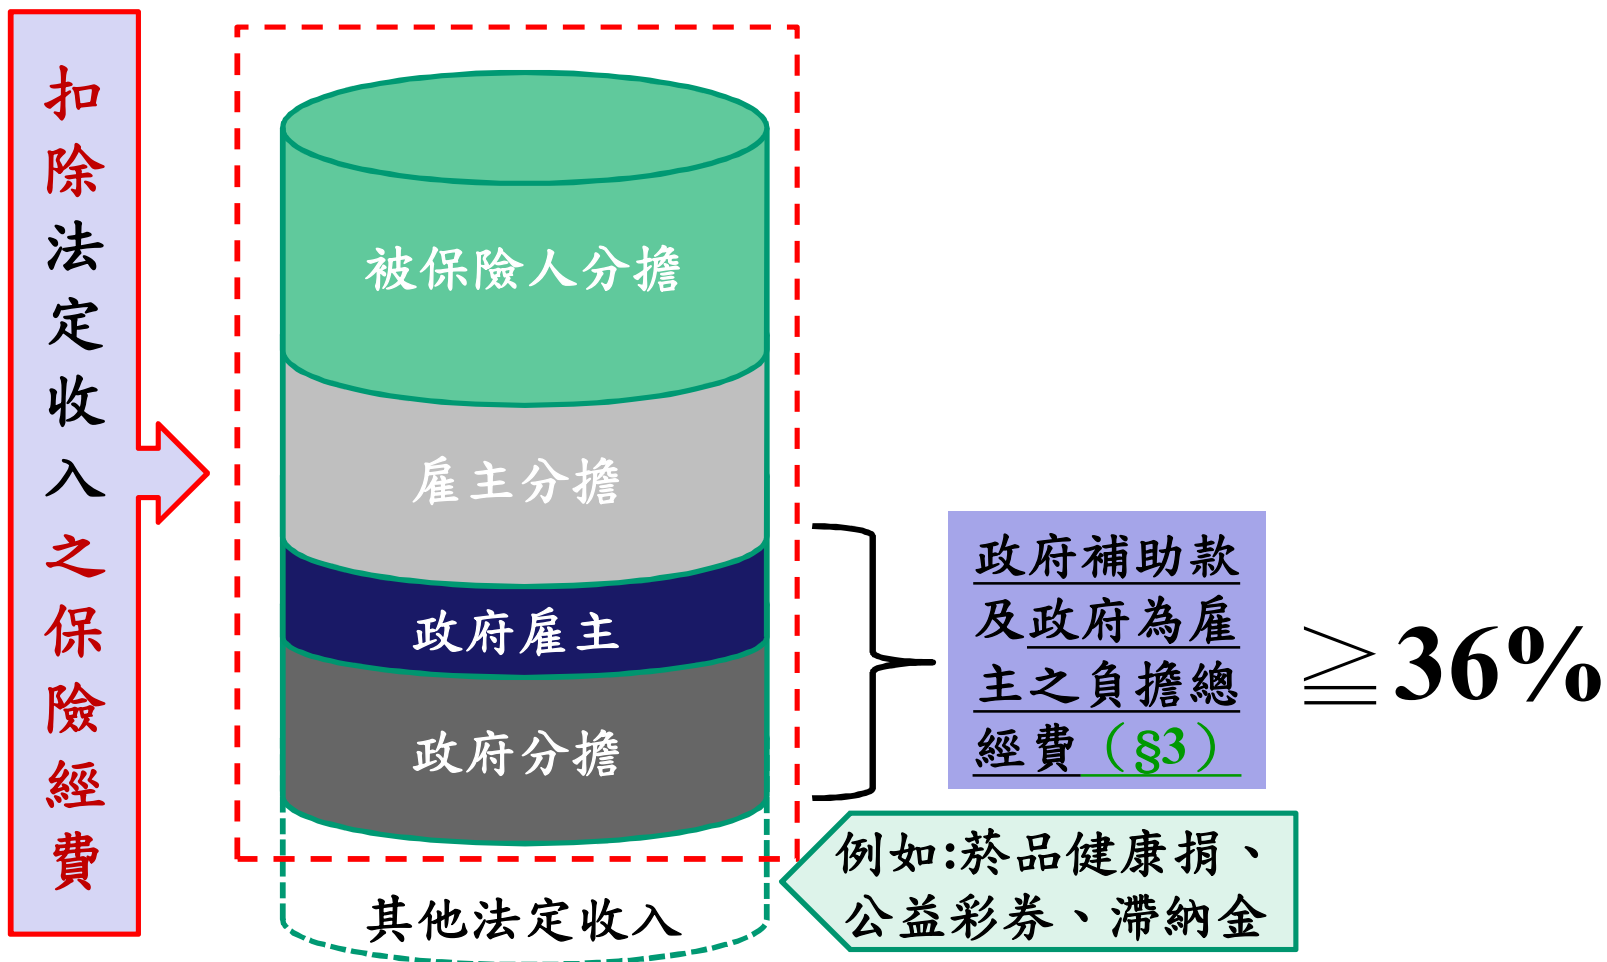 扣除法定收入之保險經費
被保險人分擔
雇主分擔
政府雇主
政府分擔
其他法定收入
政府補助款
及政府為雇
主之負擔總
經費（§3）
≧36%
例如:菸品健康捐、
公益彩券、滯納金